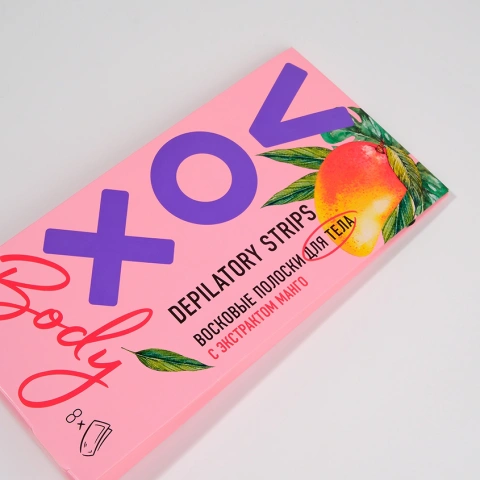 XOV
Body
DEPILATORY STRIPS
ВОСКОВЫЕ ПОЛОСКИ ДЛЯ ТЕЛА
С ЭКСТРАКТОМ МАНГО
8×